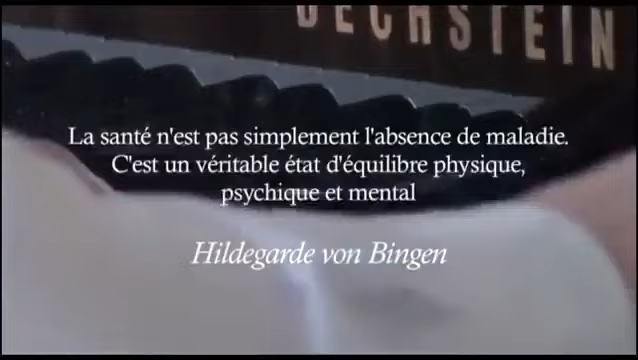 BECHSTEIN
La santé n'est pas simplement l'absence de maladie.
C'est un véritable état d'équilibre physique,
psychique et mental
Hildegarde von Bingen